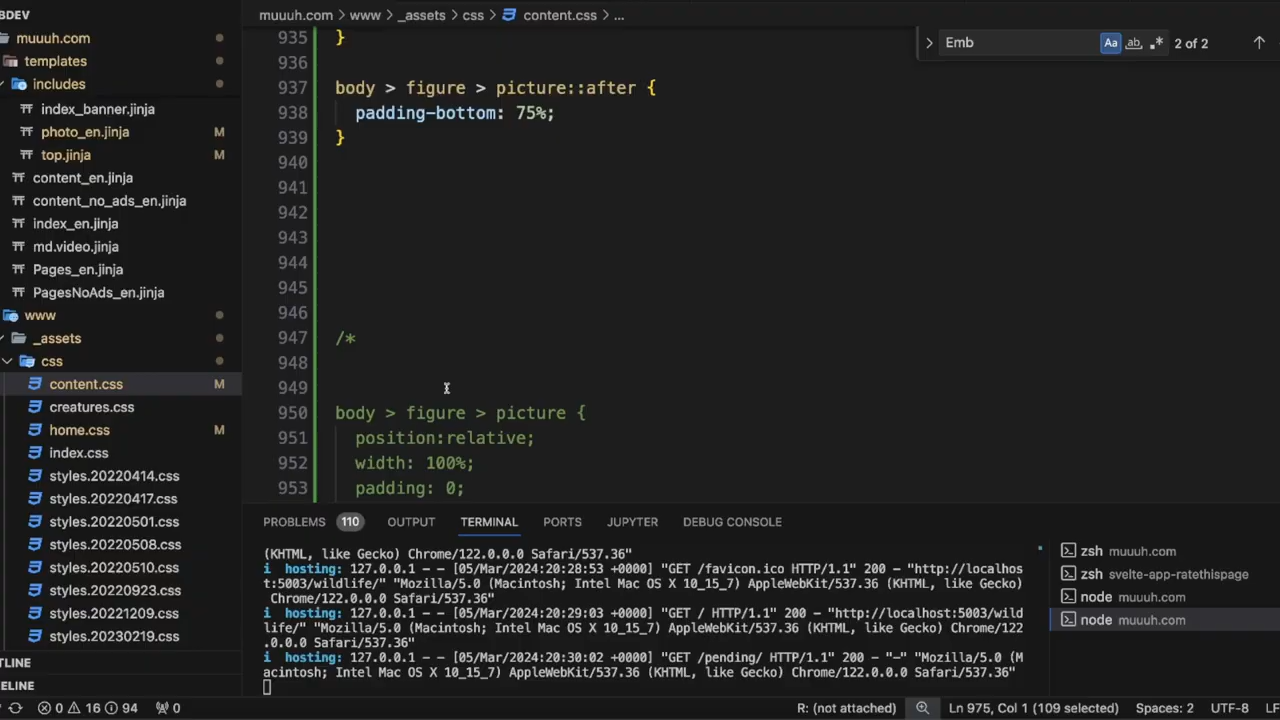 BDEV
muuuh.com
templates
includes
index_banner.jinja
photo_en.jinja M
top.jinja M
content_en.jinja
content_no_ads_en.jinja
index_en.jinja
md.video.jinja
Pages_en.jinja
PagesNoAds_en.jinja
www
_assets
css
content.css M
creatures.css
home.css M
index.css
styles.20220414.css
styles.20220417.css
styles.20220501.css
styles.20220508.css
styles.20220510.css
styles.20220923.css
styles.20221209.css
styles.20230219.css
TLINE
ELINE
muuuh.com > www > _assets > css > content.css > ...
Emb Aa ab .* 2 of 2
935 }
936
937 body > figure > picture::after {
938 padding-bottom: 75%;
939 }
940
941
942
943
944
945
946
947 /*
948
949
950 body > figure > picture {
951 position:relative;
952 width: 100%;
953 padding: 0;
PROBLEMS 110 OUTPUT TERMINAL PORTS JUPYTER DEBUG CONSOLE
(KHTML, like Gecko) Chrome/122.0.0.0 Safari/537.36"
i hosting: 127.0.0.1 - - [05/Mar/2024:20:28:53 +0000] "GET /favicon.ico HTTP/1.1" 200 - "http://localhos
t:5003/wildlife/" "Mozilla/5.0 (Macintosh; Intel Mac OS X 10_15_7) AppleWebKit/537.36 (KHTML, like Gecko)
Chrome/122.0.0.0 Safari/537.36"
i hosting: 127.0.0.1 - - [05/Mar/2024:20:29:03 +0000] "GET / HTTP/1.1" 200 - "http://localhost:5003/wild
life/" "Mozilla/5.0 (Macintosh; Intel Mac OS X 10_15_7) AppleWebKit/537.36 (KHTML, like Gecko) Chrome/122
.0.0.0 Safari/537.36"
i hosting: 127.0.0.1 - - [05/Mar/2024:20:30:02 +0000] "GET /pending/ HTTP/1.1" 200 - "-" "Mozilla/5.0 (M
acintosh; Intel Mac OS X 10_15_7) AppleWebKit/537.36 (KHTML, like Gecko) Chrome/122.0.0.0 Safari/537.36"
zsh muuuh.com
zsh svelte-app-ratethispage
node muuuh.com
node muuuh.com
0 16 94 0 R: (not attached) Ln 975, Col 1 (109 selected) Spaces: 2 UTF-8 LF